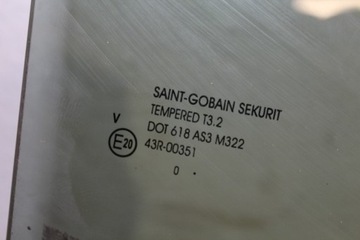 SAINT-GOBAIN SEKURIT
TEMPERED T3.2
V
DOT 618 AS3 M322
E20
43R-00351
0 .